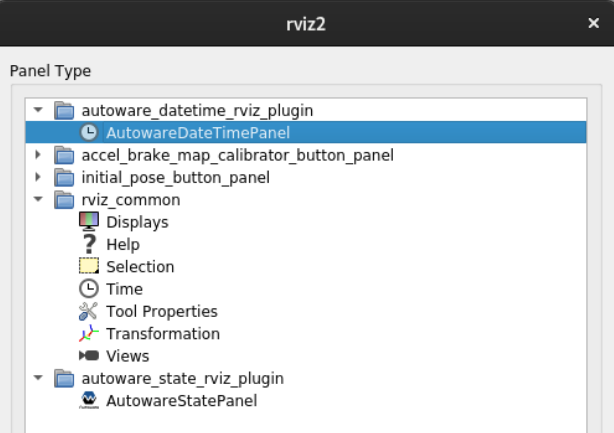 rviz2
Panel Type
autoware_datetime_rviz_plugin
AutowareDateTimePanel
accel_brake_map_calibrator_button_panel
initial_pose_button_panel
rviz_common
Displays
Help
Selection
Time
Tool Properties
Transformation
Views
autoware_state_rviz_plugin
AutowareStatePanel